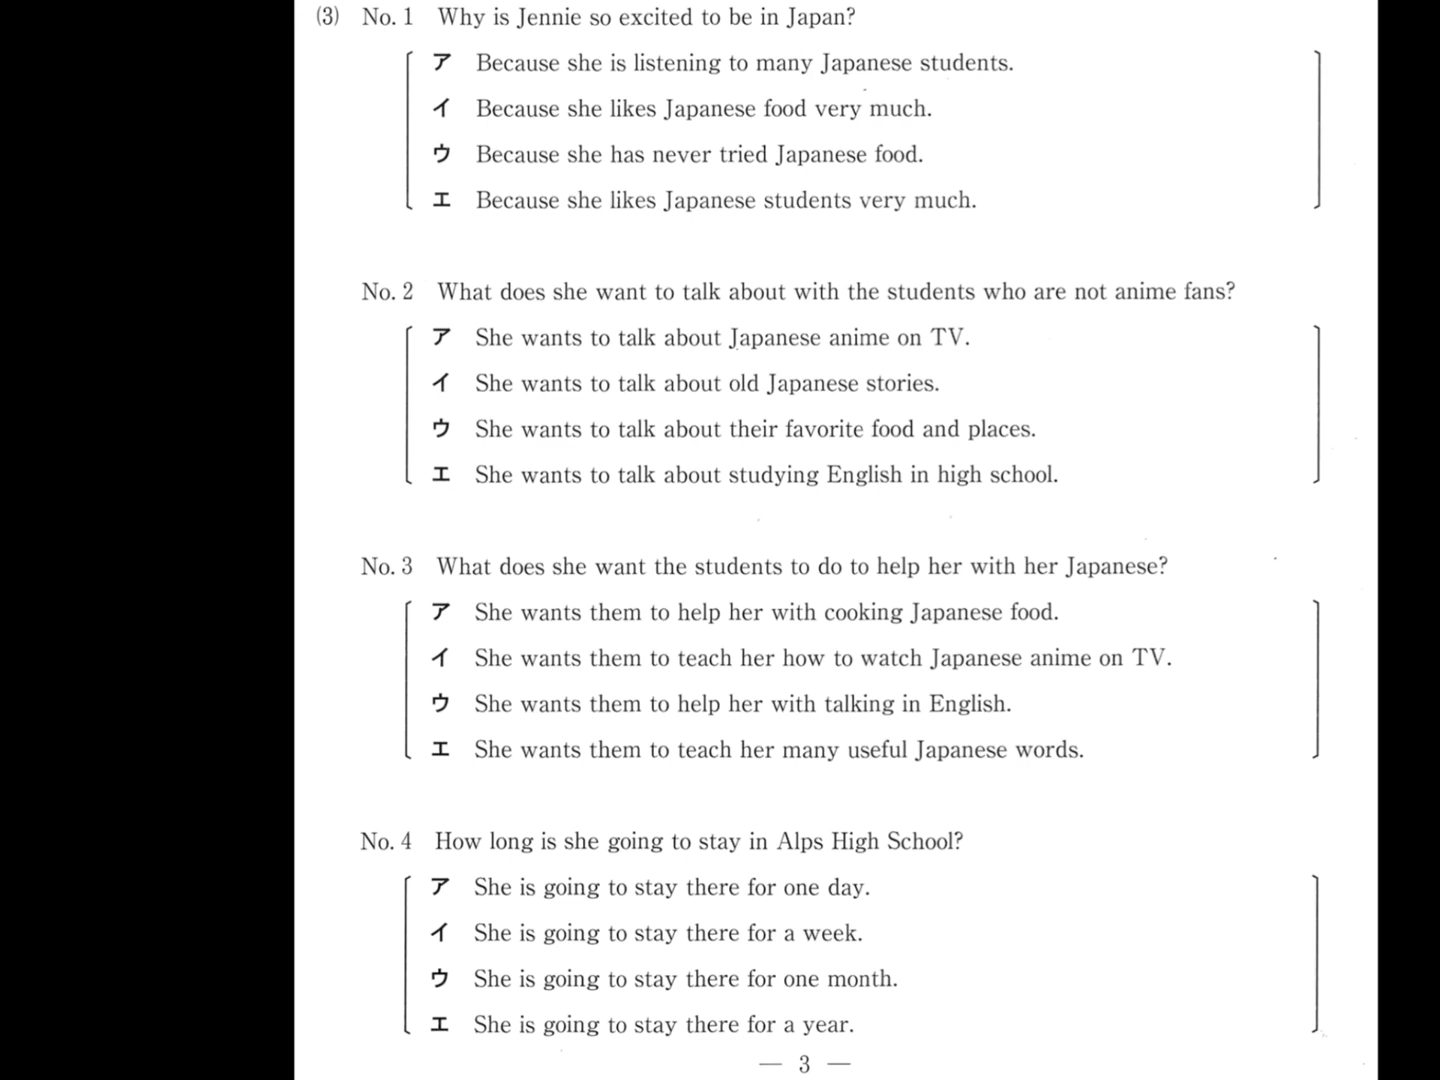 (3) No. 1 Why is Jennie so excited to be in Japan?
ア Because she is listening to many Japanese students.
イ Because she likes Japanese food very much.
ウ Because she has never tried Japanese food.
エ Because she likes Japanese students very much.
No. 2 What does she want to talk about with the students who are not anime fans?
ア She wants to talk about Japanese anime on TV.
イ She wants to talk about old Japanese stories.
ウ She wants to talk about their favorite food and places.
エ She wants to talk about studying English in high school.
No. 3 What does she want the students to do to help her with her Japanese?
ア She wants them to help her with cooking Japanese food.
イ She wants them to teach her how to watch Japanese anime on TV.
ウ She wants them to help her with talking in English.
エ She wants them to teach her many useful Japanese words.
No. 4 How long is she going to stay in Alps High School?
ア She is going to stay there for one day.
イ She is going to stay there for a week.
ウ She is going to stay there for one month.
エ She is going to stay there for a year.
— 3 —